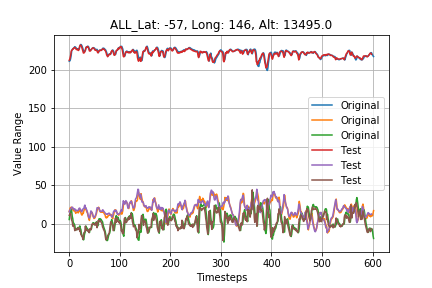 ALL_Lat: -57, Long: 146, Alt: 13495.0
Value Range
200
150
100
50
0
Original
Original
Original
Test
Test
Test
0 100 200 300 400 500 600
Timesteps